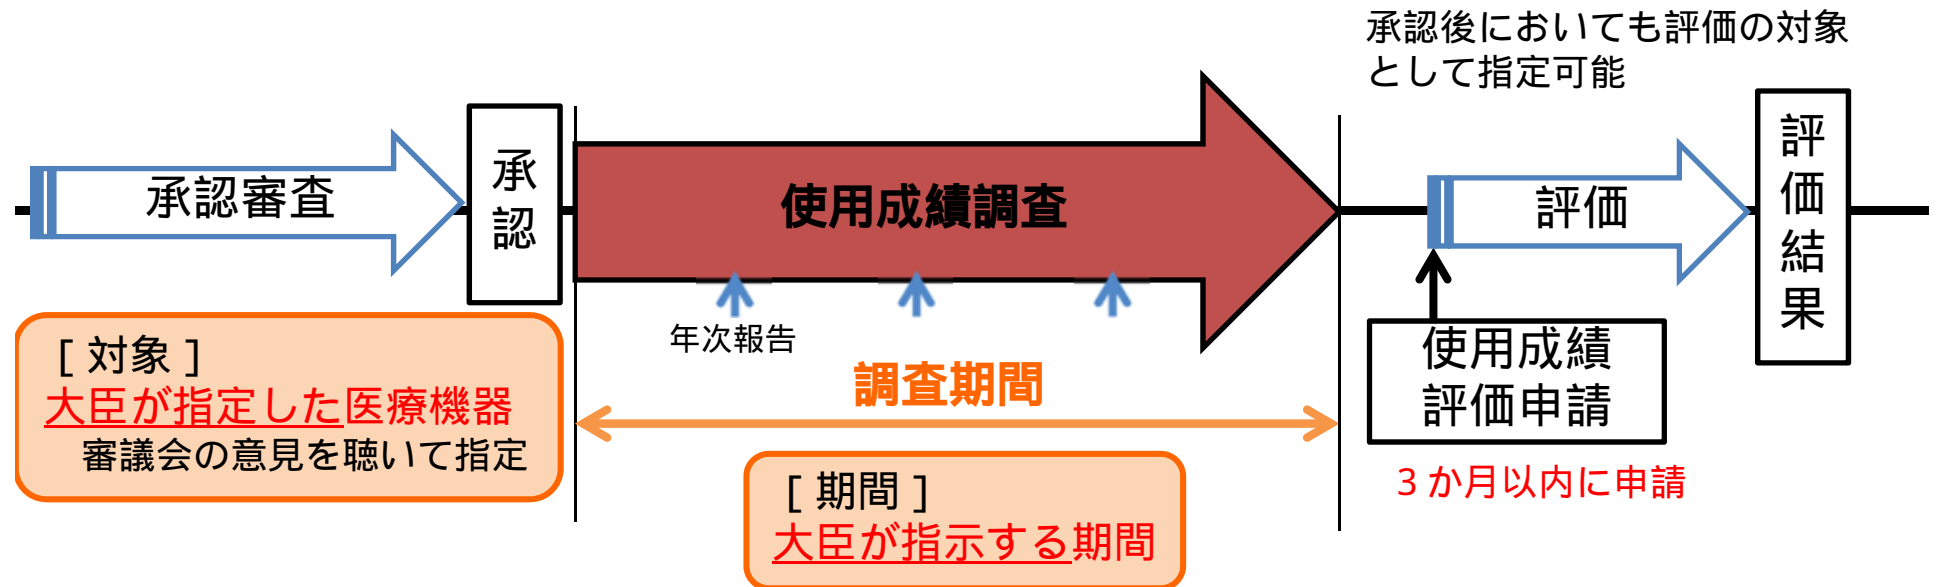 承認後においても評価の対象
として指定可能
承認審査
承認
使用成績調査
評価
評価結果
年次報告
調査期間
使用成績
評価申請
3か月以内に申請
[対象]
大臣が指定した医療機器
審議会の意見を聴いて指定
[期間]
大臣が指示する期間